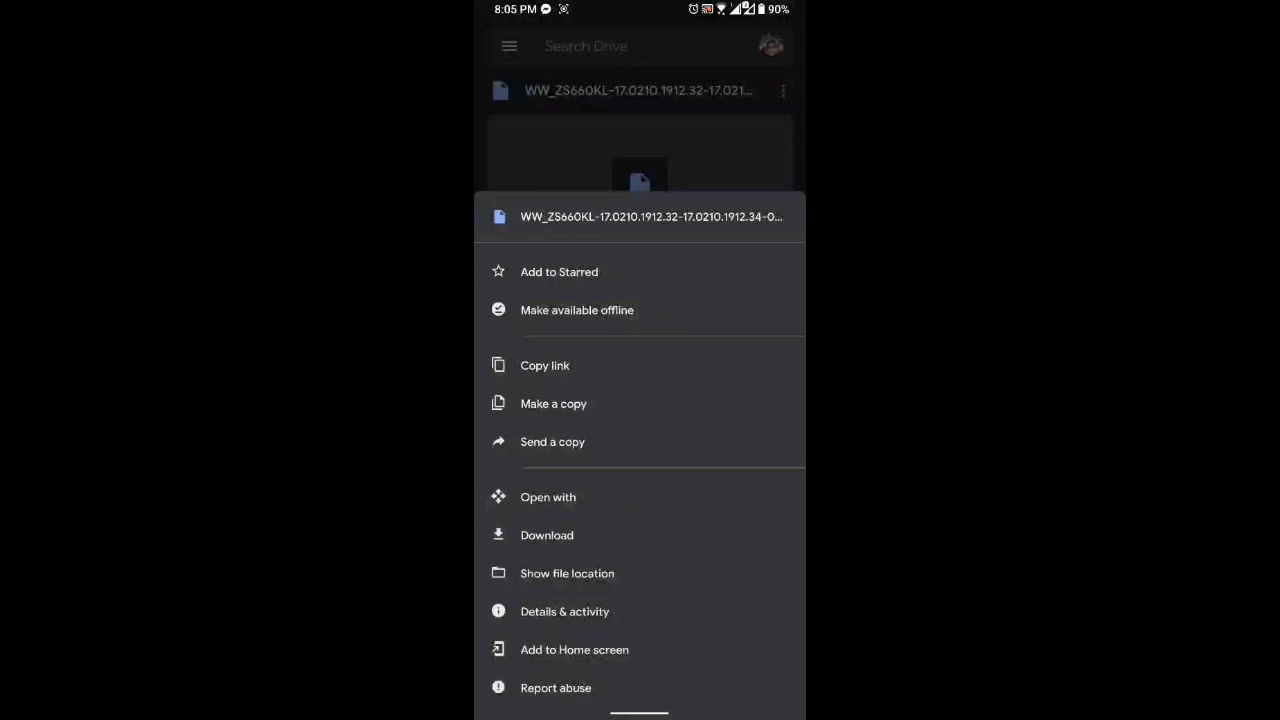 8:05 PM 90%
Search Drive
WW_ZS660KL-17.0210.1912.32-17.021...
WW_ZS660KL-17.0210.1912.32-17.0210.1912.34-0...
Add to Starred
Make available offline
Copy link
Make a copy
Send a copy
Open with
Download
Show file location
Details & activity
Add to Home screen
Report abuse